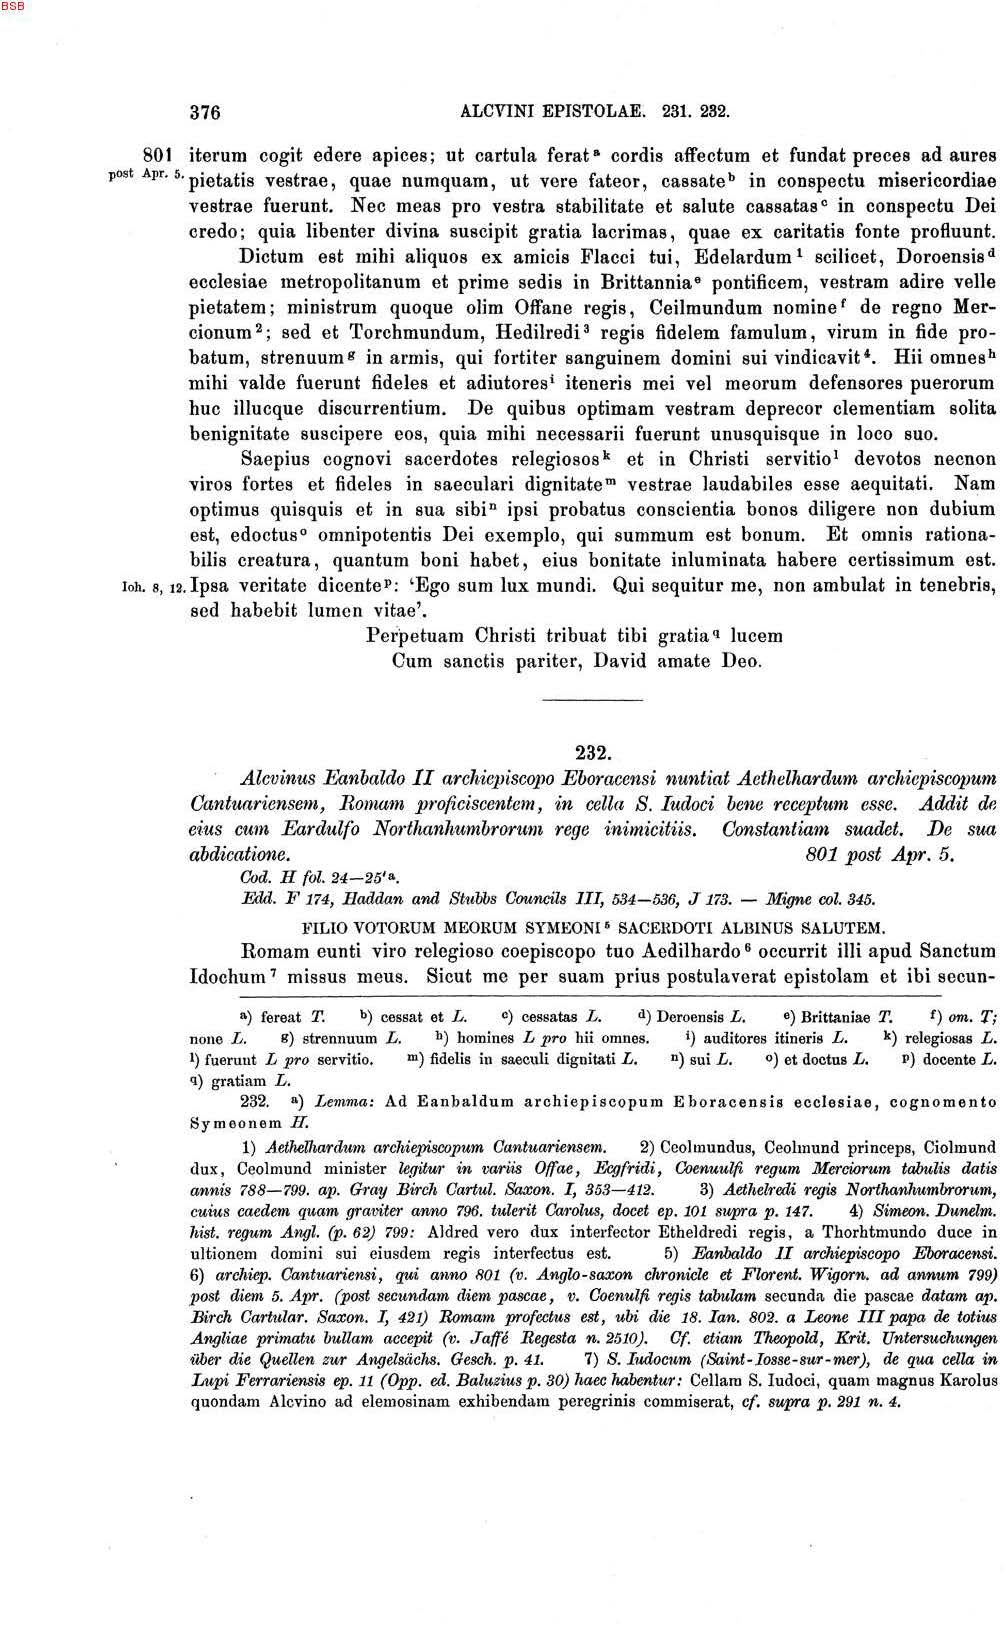 BSB
376 ALCVINI EPISTOLAE. 231. 232.
801 iterum cogit edere apices; ut cartula ferat a cordis affectum et fundat preces ad aures
post Apr. 5. pietatis vestrae, quae numquam, ut vere fateor, cassate b in conspectu misericordiae
vestrae fuerunt. Nec meas pro vestra stabilitate et salute cassatas c in conspectu Dei
credo; quia libenter divina suscipit gratia lacrimas, quae ex caritatis fonte profluunt.
Dictum est mihi aliquos ex amicis Flacci tui, Edelardum 1 scilicet, Doroensis d
ecclesiae metropolitanum et prime sedis in Brittannia e pontificem, vestram adire velle
pietatem; ministrum quoque olim Offane regis, Ceilmundum nomine f de regno Mer-
cionum 2; sed et Torchmundum, Hedilredi 3 regis fidelem famulum, virum in fide pro-
batum, strenuum g in armis, qui fortiter sanguinem domini sui vindicavit 4. Hii omnes h
mihi valde fuerunt fideles et adiutores i iteneris mei vel meorum defensores puerorum
huc illucque discurrentium. De quibus optimam vestram deprecor clementiam solita
benignitate suscipere eos, quia mihi necessarii fuerunt unusquisque in loco suo.
Saepius cognovi sacerdotes relegiosos k et in Christi servitio l devotos necnon
viros fortes et fideles in saeculari dignitate m vestrae laudabiles esse aequitati. Nam
optimus quisquis et in sua sibi n ipsi probatus conscientia bonos diligere non dubium
est, edoctus o omnipotentis Dei exemplo, qui summum est bonum. Et omnis rationa-
bilis creatura, quantum boni habet, eius bonitate inluminata habere certissimum est.
Ioh. 8, 12. Ipsa veritate dicente p: ‘Ego sum lux mundi. Qui sequitur me, non ambulat in tenebris,
sed habebit lumen vitae’.
Perpetuam Christi tribuat tibi gratia q lucem
Cum sanctis pariter, David amate Deo.
232.
Alcvinus Eanbaldo II archiepiscopo Eboracensi nuntiat Aethelhardum archiepiscopum
Cantuariensem, Romam proficiscentem, in cella S. Iudoci bene receptum esse. Addit de
eius cum Eardulfo Northanhumbrorum rege inimicitiis. Constantiam suadet. De sua
abdicatione. 801 post Apr. 5.
Cod. H fol. 24—25' a.
Edd. F 174, Haddan and Stubbs Councils III, 534—536, J 173. — Migne col. 345.
FILIO VOTORUM MEORUM SYMEONI 5 SACERDOTI ALBINUS SALUTEM.
Romam eunti viro relegioso coepiscopo tuo Aedilhardo 6 occurrit illi apud Sanctum
Idochum 7 missus meus. Sicut me per suam prius postulaverat epistolam et ibi secun-
a) fereat T. b) cessat et L. c) cessatas L. d) Deroensis L. e) Brittaniae T. f) om. T;
none L. g) strennuum L. h) homines L pro hii omnes. i) auditores itineris L. k) relegiosas L.
l) fuerunt L pro servitio. m) fidelis in saeculi dignitati L. n) sui L. o) et doctus L. p) docente L.
q) gratiam L.
232. a) Lemma: Ad Eanbaldum archiepiscopum Eboracensis ecclesiae, cognomento
Symeonem H.
1) Aethelhardum archiepiscopum Cantuariensem. 2) Ceolmundus, Ceolmund princeps, Ciolmund
dux, Ceolmund minister legitur in variis Offae, Ecgfridi, Coenuulfi regum Merciorum tabulis datis
annis 788—799. ap. Gray Birch Cartul. Saxon. I, 353—412. 3) Aethelredi regis Northanhumbrorum,
cuius caedem quam graviter anno 796. tulerit Carolus, docet ep. 101 supra p. 147. 4) Simeon. Dunelm.
hist. regum Angl. (p. 62) 799: Aldred vero dux interfector Etheldredi regis, a Thorhtmundo duce in
ultionem domini sui eiusdem regis interfectus est. 5) Eanbaldo II archiepiscopo Eboracensi.
6) archiep. Cantuariensi, qui anno 801 (v. Anglo-saxon chronicle et Florent. Wigorn. ad annum 799)
post diem 5. Apr. (post secundam diem pascae, v. Coenulfi regis tabulam secunda die pascae datam ap.
Birch Cartular. Saxon. I, 421) Romam profectus est, ubi die 18. Ian. 802. a Leone III papa de totius
Angliae primatu bullam accepit (v. Jaffé Regesta n. 2510). Cf. etiam Theopold, Krit. Untersuchungen
über die Quellen zur Angelsächs. Gesch. p. 41. 7) S. Iudocum (Saint-Iosse-sur-mer), de qua cella in
Lupi Ferrariensis ep. 11 (Opp. ed. Baluzius p. 30) haec habentur: Cellam S. Iudoci, quam magnus Karolus
quondam Alcvino ad elemosinam exhibendam peregrinis commiserat, cf. supra p. 291 n. 4.